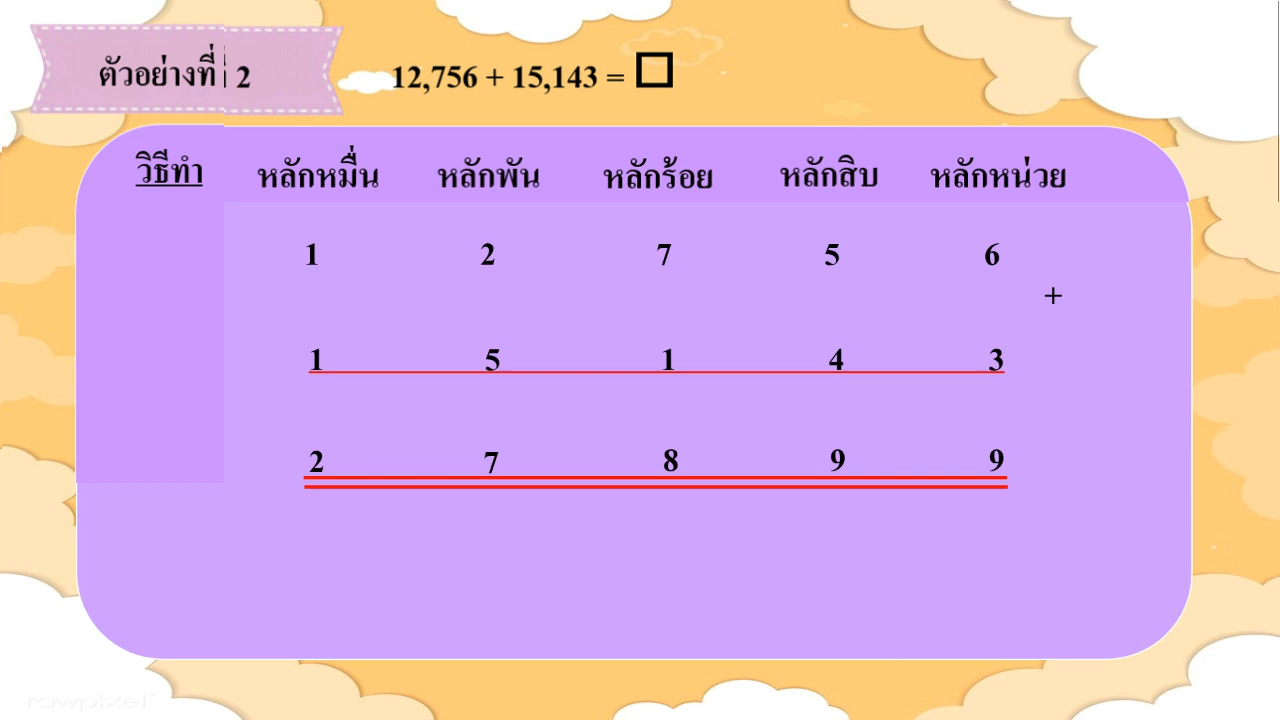 ตัวอย่างที่ 2 12,756 + 15,143 = □
วิธีทำ หลักหมื่น หลักพัน หลักร้อย หลักสิบ หลักหน่วย
1 2 7 5 6
+
1 5 1 4 3
2 7 8 9 9
rawpixel